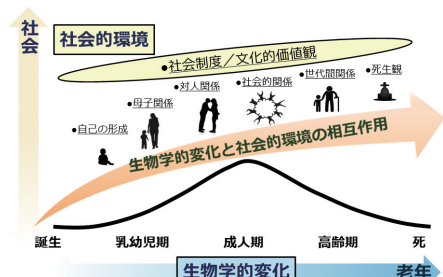 社会
社会的環境
●社会制度／文化的価値観
●自己の形成
●母子関係
●対人関係
●社会的関係
●世代間関係
●死生観
生物学的変化と社会的環境の相互作用
誕生
乳幼児期
成人期
高齢期
死
生物学的変化
老年